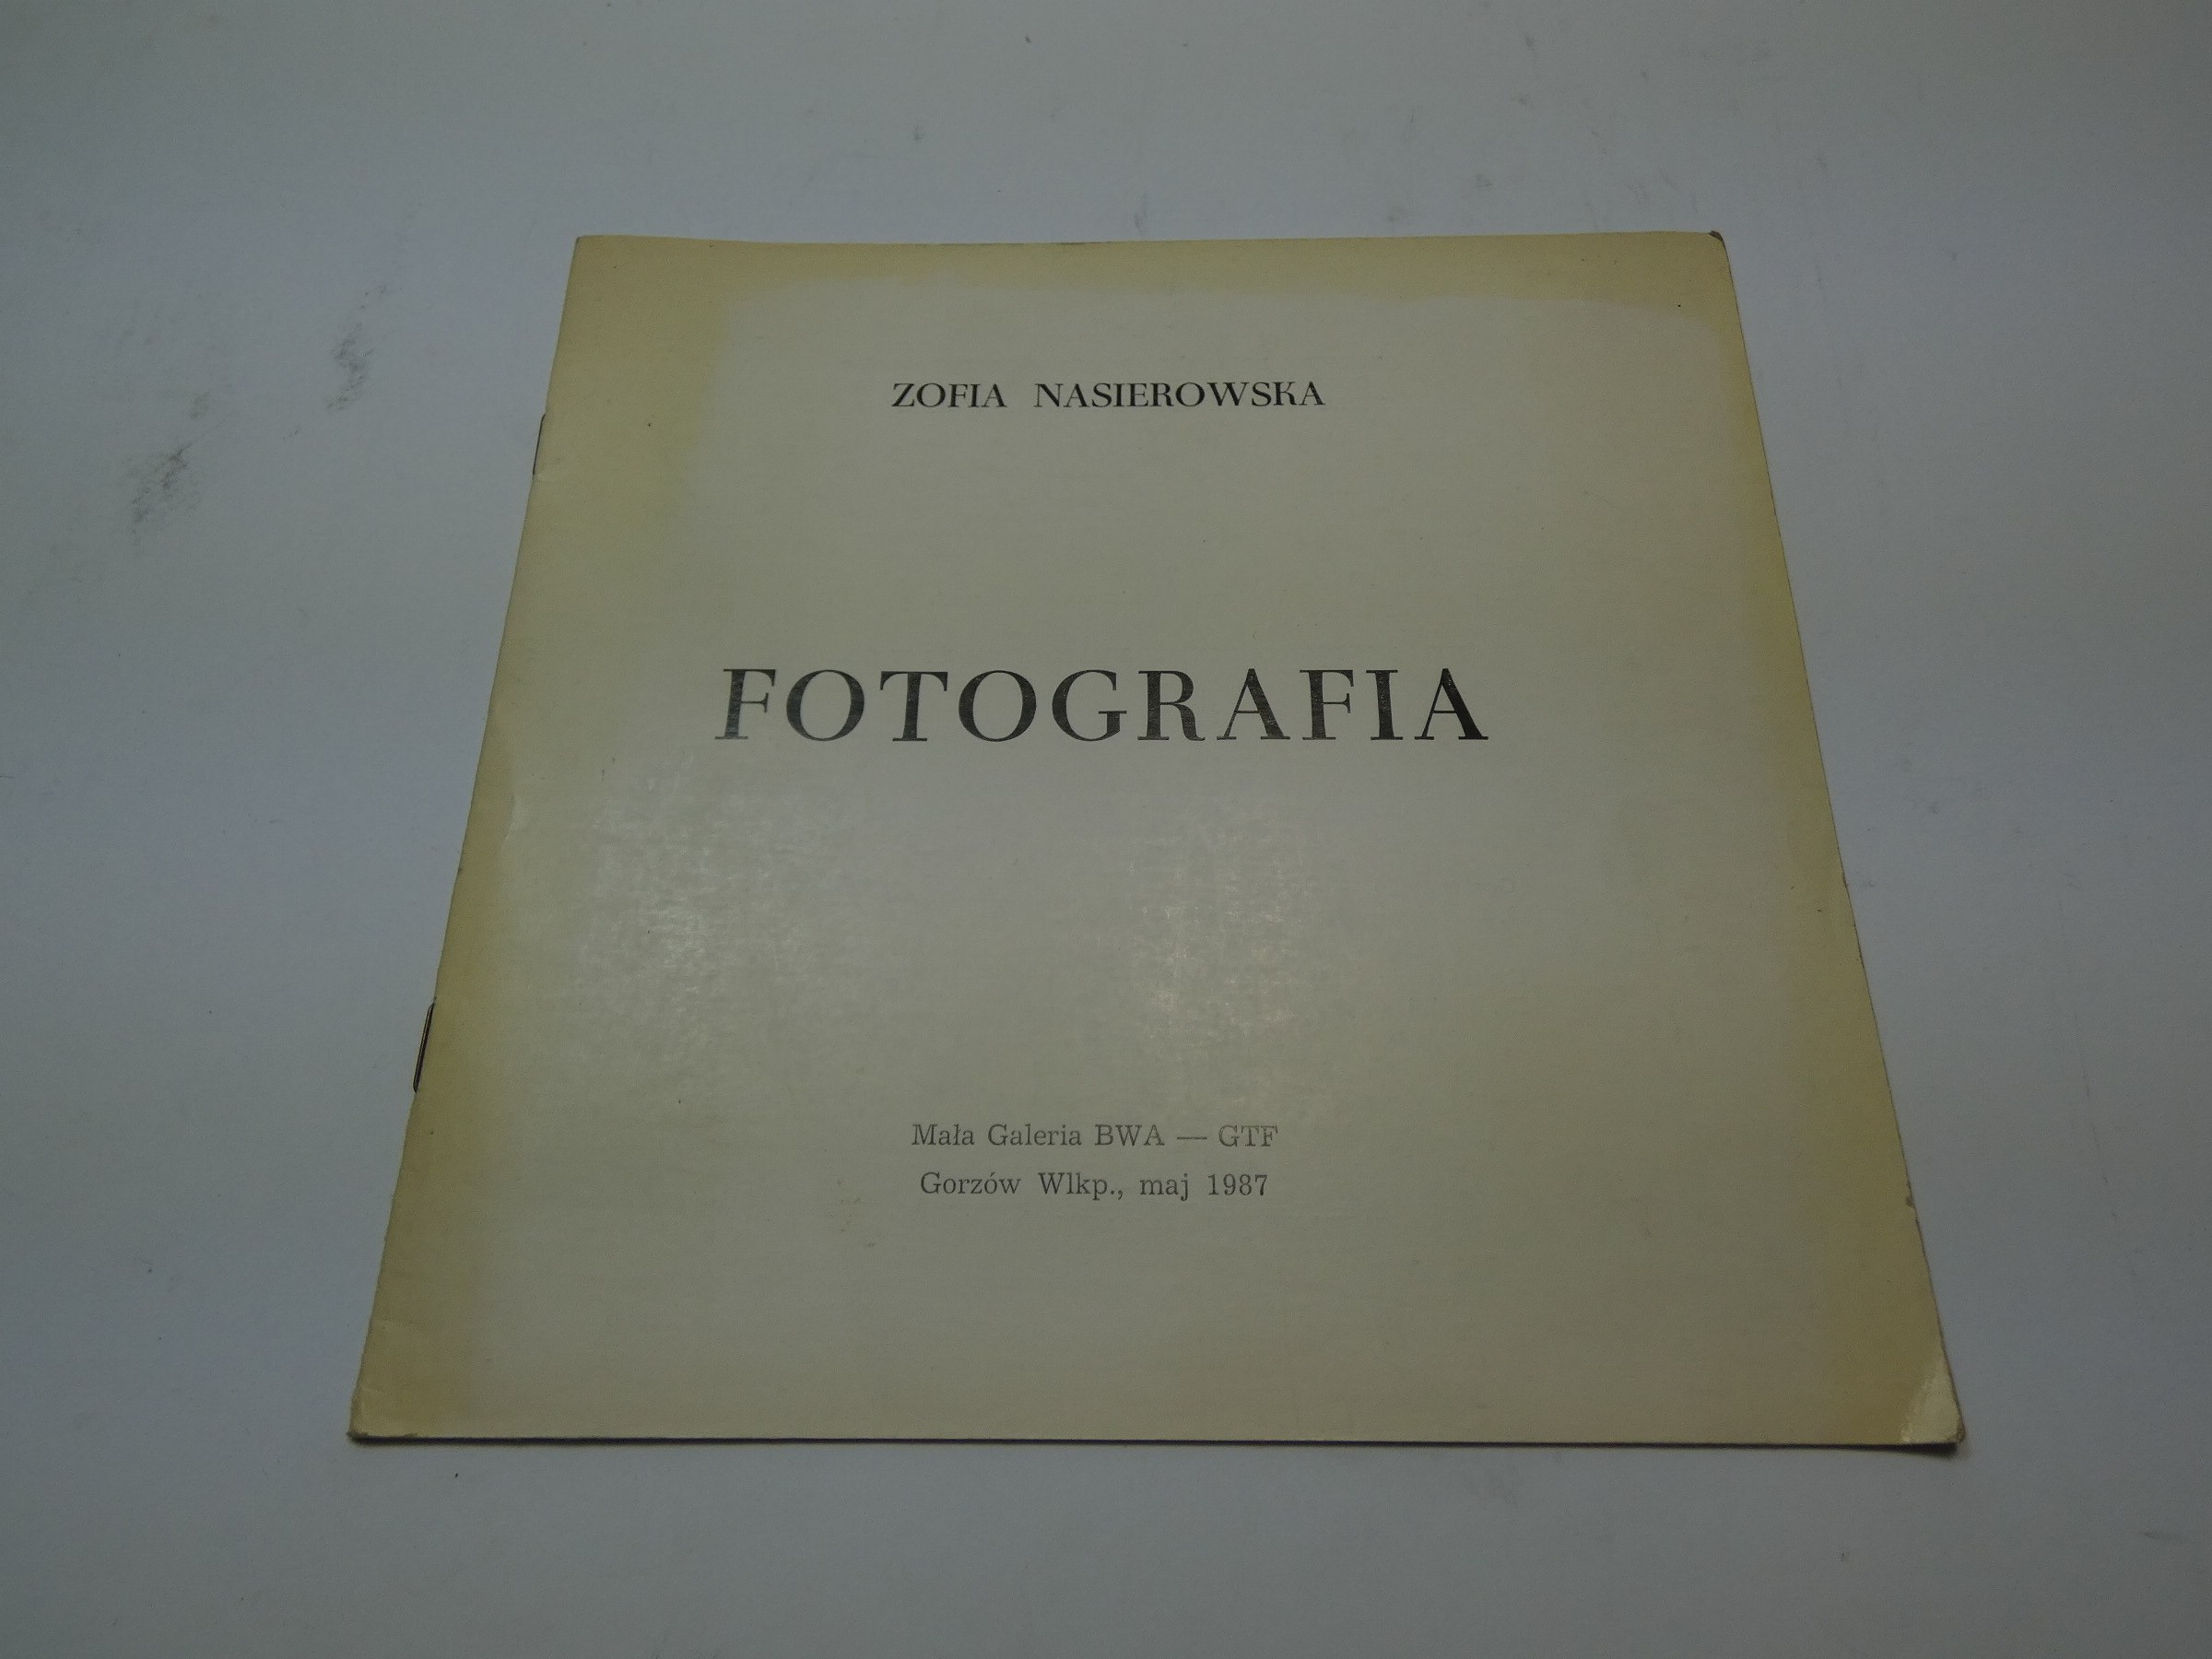 ZOFIA NASIEROWSKA
FOTOGRAFIA
Mała Galeria BWA — GTF
Gorzów Wlkp., maj 1987